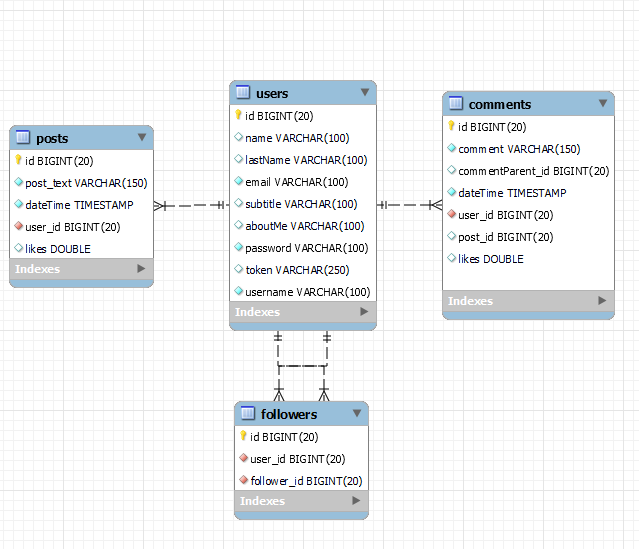 posts
id BIGINT(20)
post_text VARCHAR(150)
dateTime TIMESTAMP
user_id BIGINT(20)
likes DOUBLE
Indexes
users
id BIGINT(20)
name VARCHAR(100)
lastName VARCHAR(100)
email VARCHAR(100)
subtitle VARCHAR(100)
aboutMe VARCHAR(100)
password VARCHAR(100)
token VARCHAR(250)
username VARCHAR(100)
Indexes
comments
id BIGINT(20)
comment VARCHAR(150)
commentParent_id BIGINT(20)
dateTime TIMESTAMP
user_id BIGINT(20)
post_id BIGINT(20)
likes DOUBLE
Indexes
followers
id BIGINT(20)
user_id BIGINT(20)
follower_id BIGINT(20)
Indexes